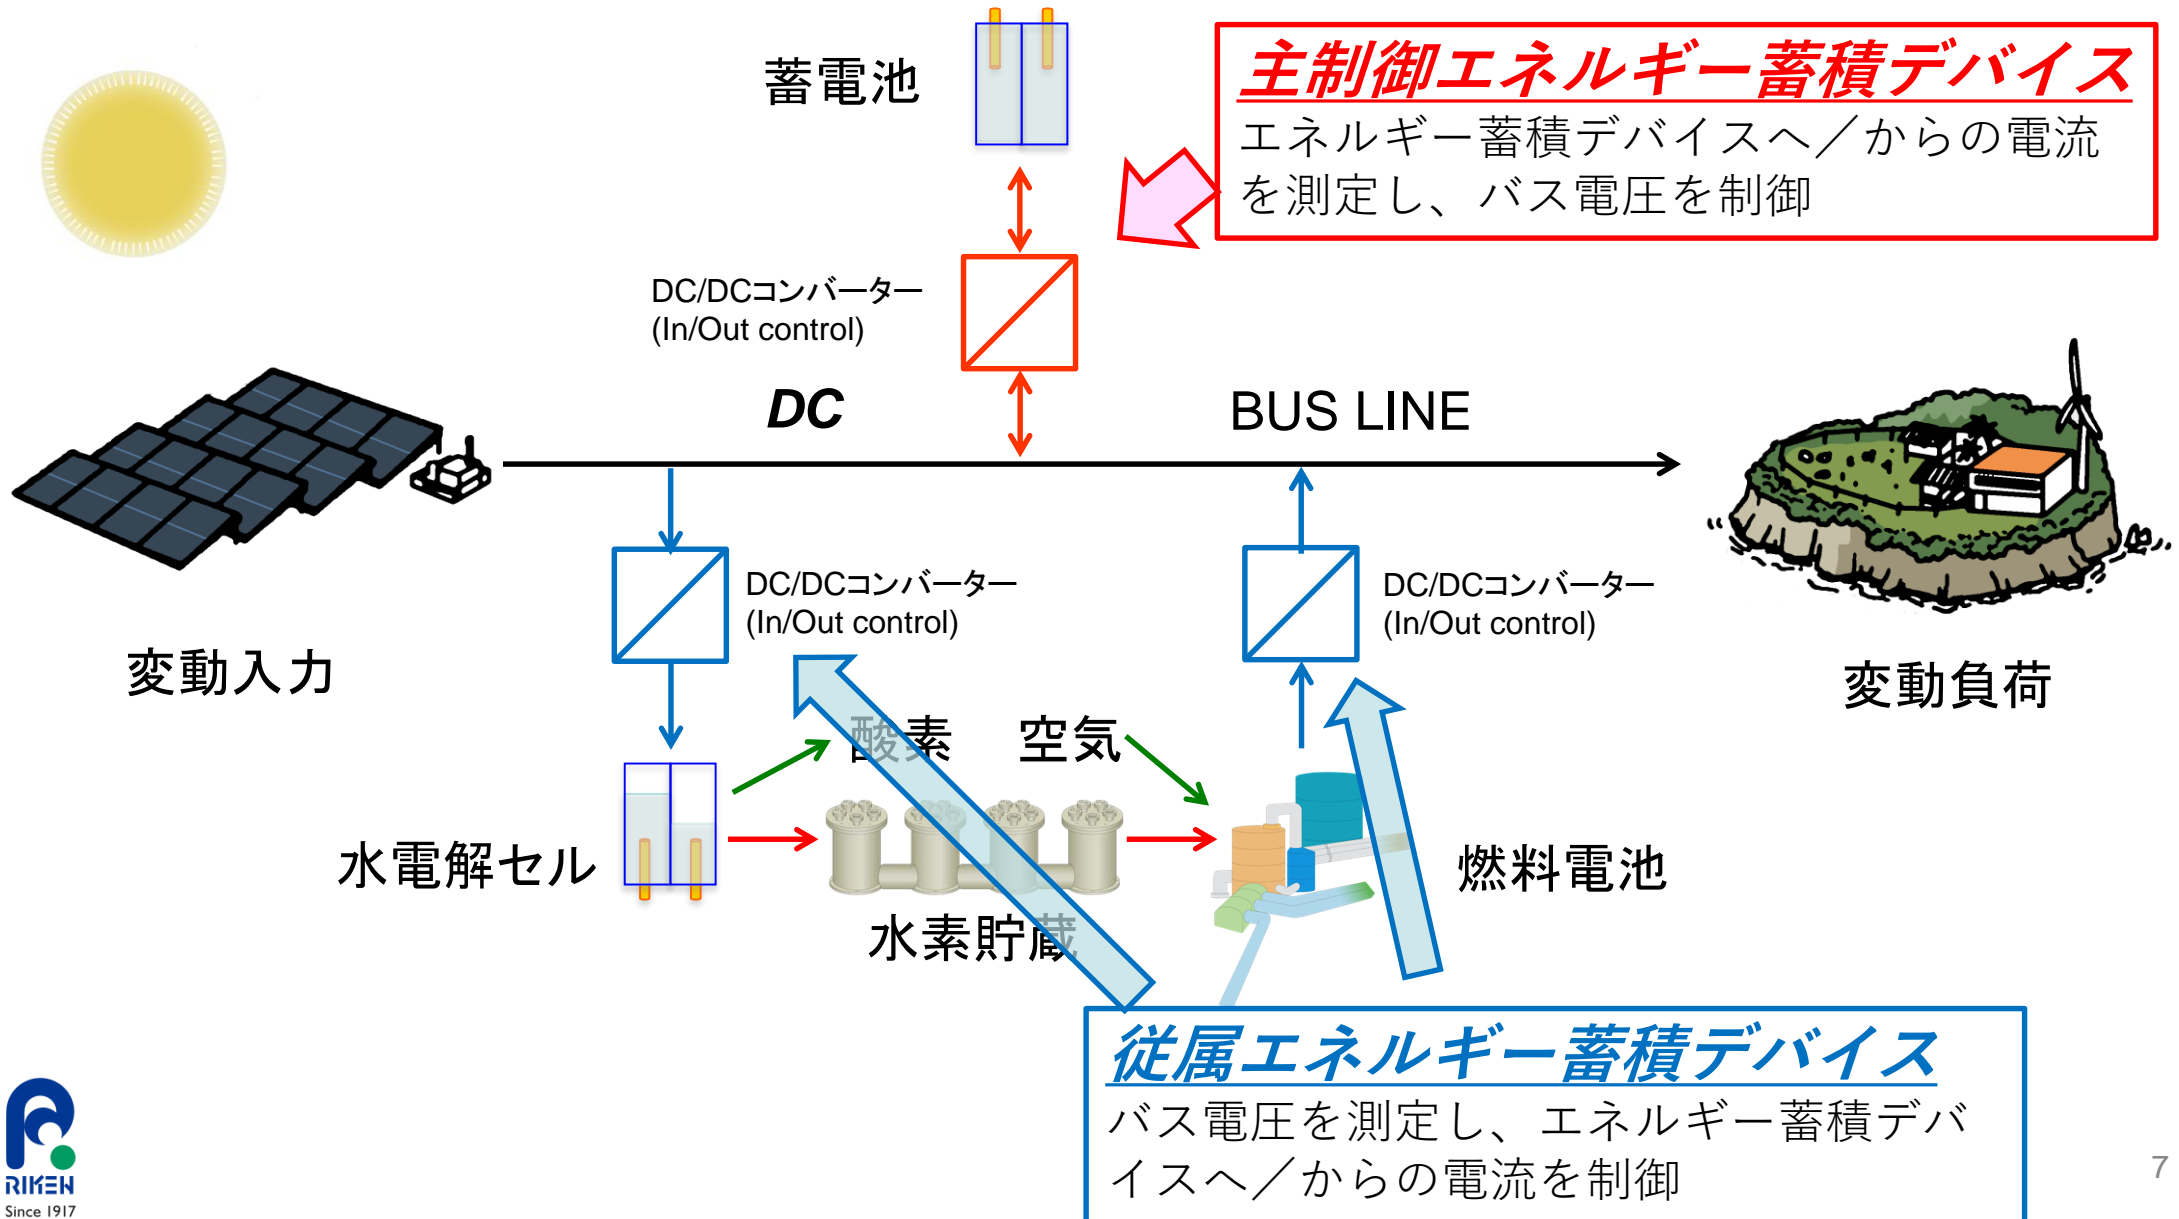 蓄電池
主制御エネルギー蓄積デバイス
エネルギー蓄積デバイスへ／からの電流
を測定し、バス電圧を制御
DC/DCコンバーター
(In/Out control)
DC
BUS LINE
DC/DCコンバーター
(In/Out control)
DC/DCコンバーター
(In/Out control)
変動入力
変動負荷
酸素
空気
水電解セル
燃料電池
水素貯蔵
従属エネルギー蓄積デバイス
バス電圧を測定し、エネルギー蓄積デバ
イスへ／からの電流を制御
RIKEN
Since 1917
7